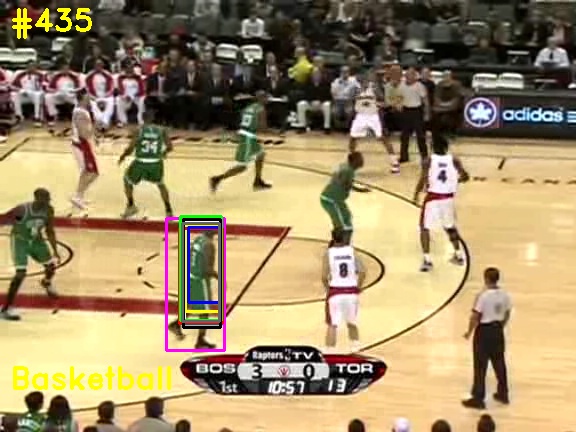 #435
adidas
34
4
8
Basketball
Raptors TV
BOS 3 0 TOR
1st 10:57 13